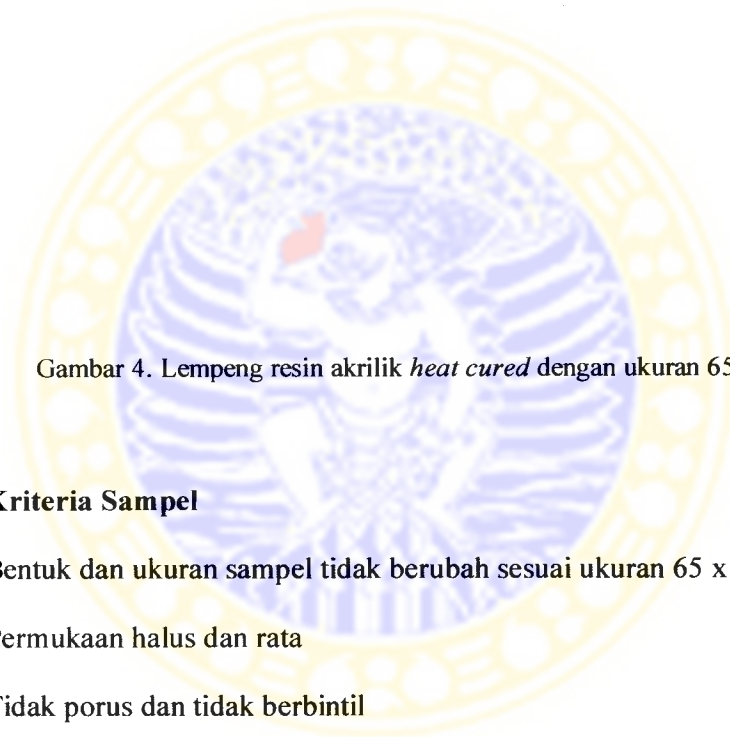 Gambar 4. Lempeng resin akrilik heat cured dengan ukuran 65
Kriteria Sampel
Bentuk dan ukuran sampel tidak berubah sesuai ukuran 65 x
Permukaan halus dan rata
Tidak porus dan tidak berbintil